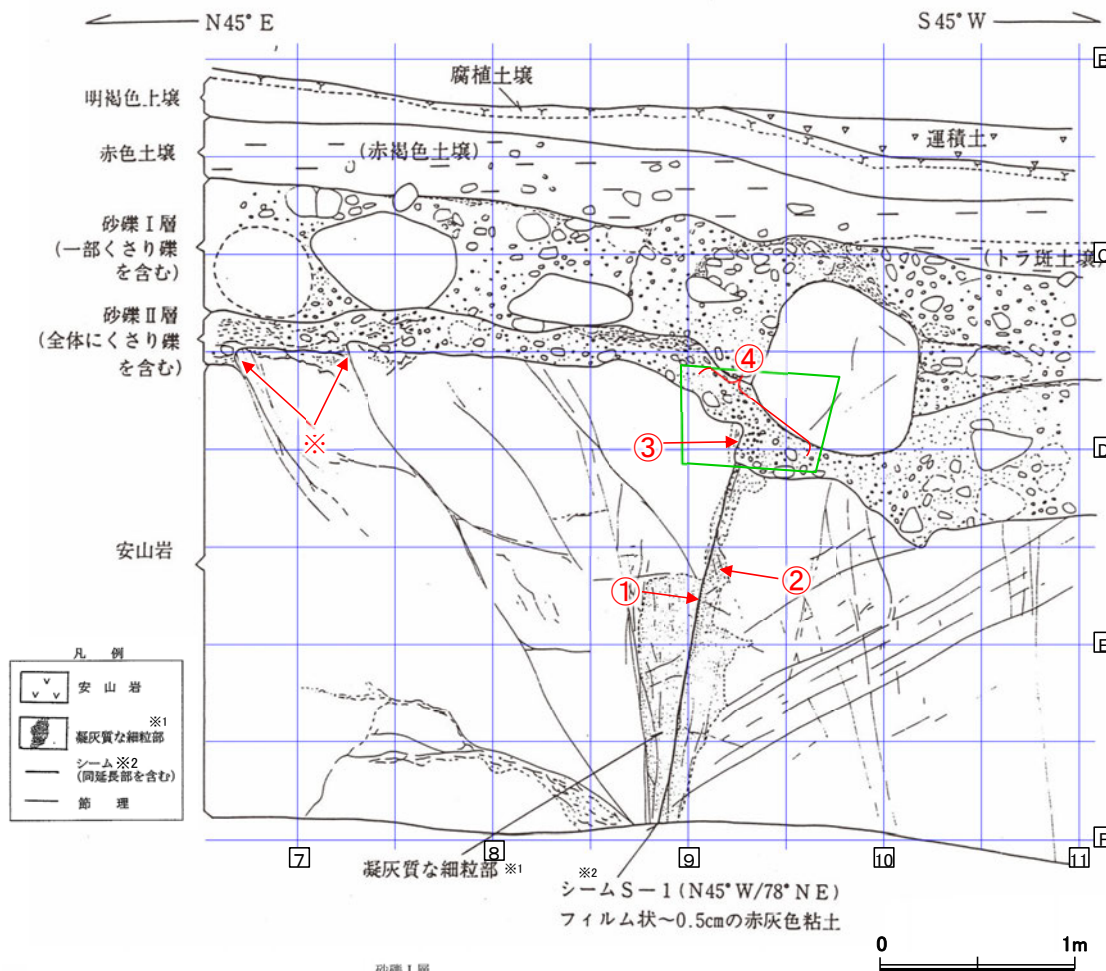 N45°E
S45°W
腐植土壌
明褐色土壌
運積土
赤色土壌
(赤褐色土壌)
砂礫Ⅰ層
(一部くさり礫
を含む)
(トラ斑土壌)
砂礫Ⅱ層
(全体にくさり礫
を含む)
④
※
③
安山岩
①
②
B
C
D
E
F
凡 例
安 山 岩
凝灰質な細粒部※1
シーム※2
(同延長部を含む)
節 理
7
8
9
10
11
凝灰質な細粒部※1
※2
シームS-1(N45°W/78°NE)
フィルム状~0.5cmの赤灰色粘土
0
1m
砂礫Ⅰ層